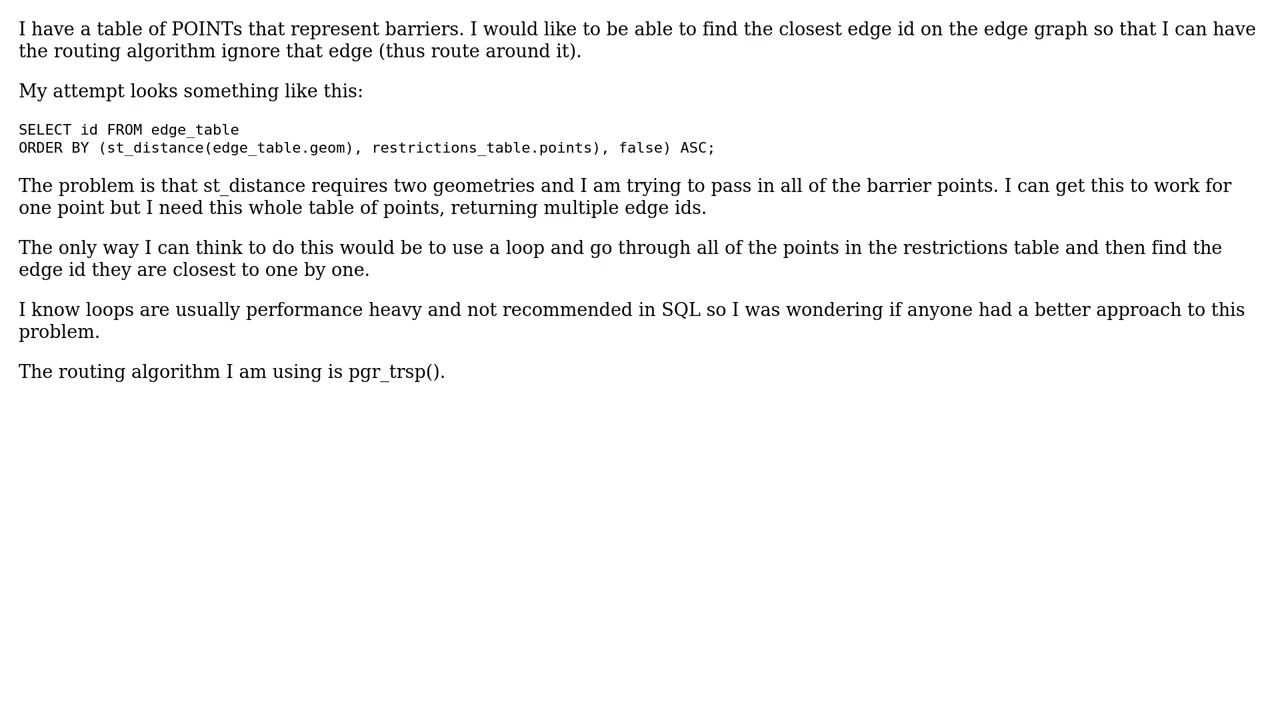 I have a table of POINTs that represent barriers. I would like to be able to find the closest edge id on the edge graph so that I can have
the routing algorithm ignore that edge (thus route around it).
My attempt looks something like this:
SELECT id FROM edge_table
ORDER BY (st_distance(edge_table.geom), restrictions_table.points), false) ASC;
The problem is that st_distance requires two geometries and I am trying to pass in all of the barrier points. I can get this to work for
one point but I need this whole table of points, returning multiple edge ids.
The only way I can think to do this would be to use a loop and go through all of the points in the restrictions table and then find the
edge id they are closest to one by one.
I know loops are usually performance heavy and not recommended in SQL so I was wondering if anyone had a better approach to this
problem.
The routing algorithm I am using is pgr_trsp().